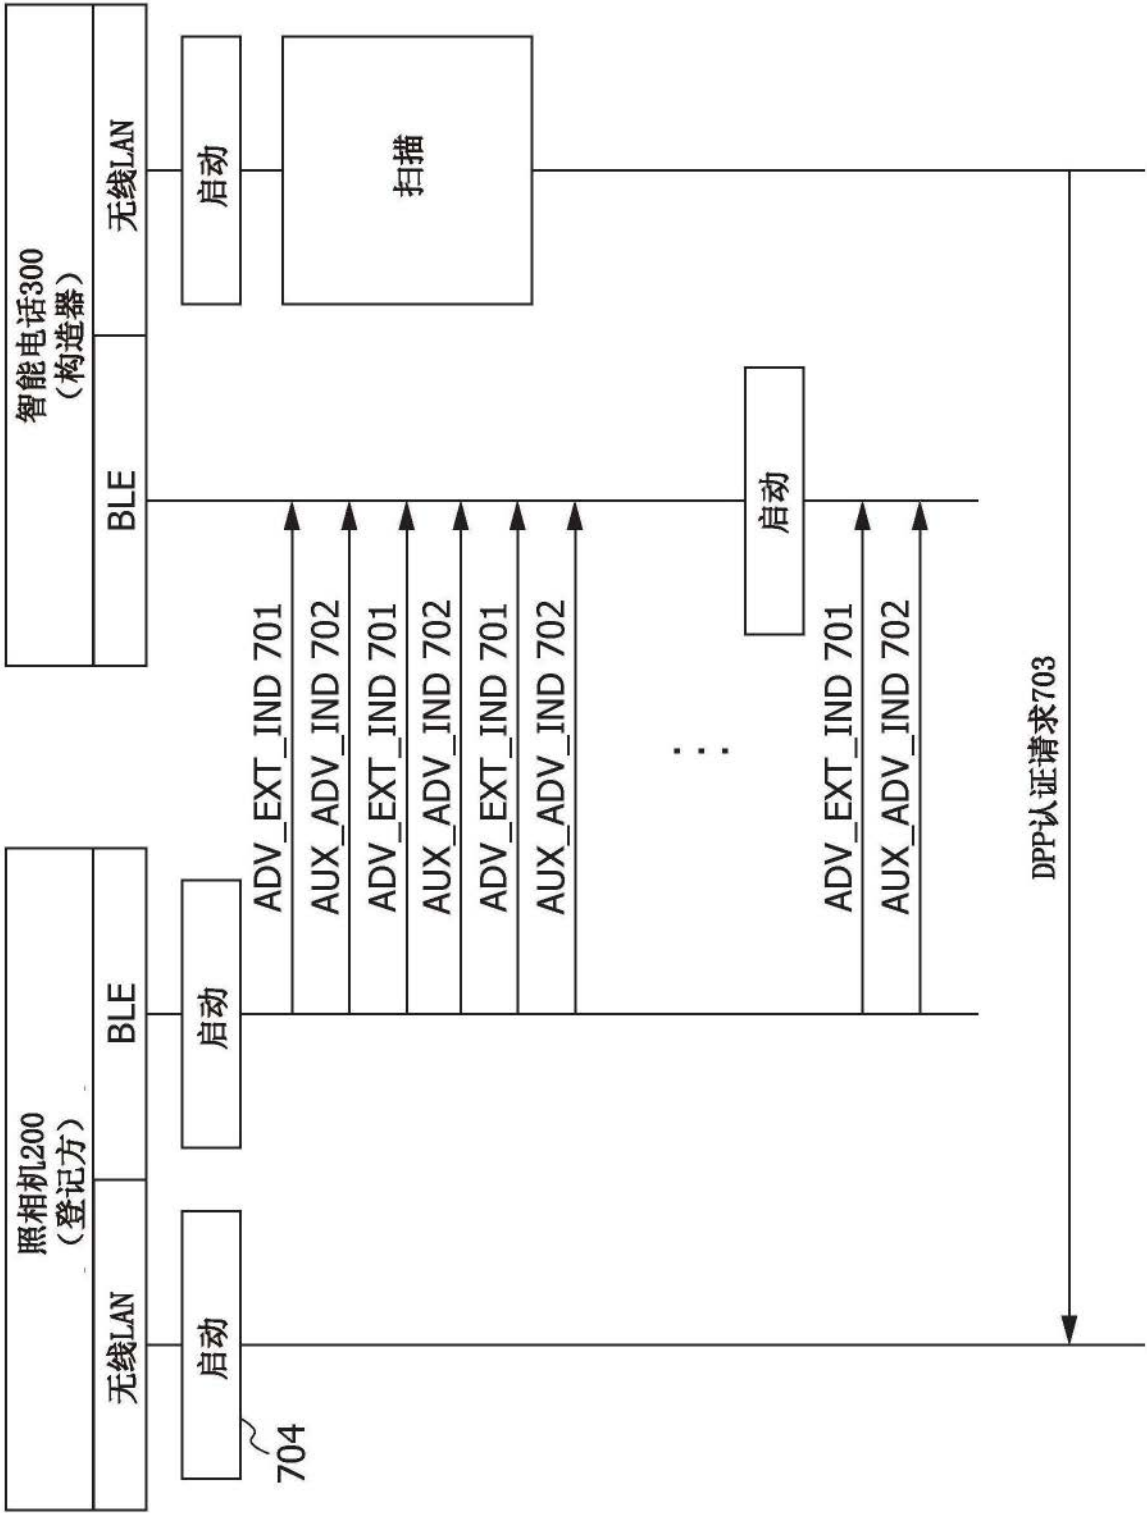 照相机200
(登记方)
智能电话300
(构造器)
无线LAN
BLE
BLE
无线LAN
启动
启动
启动
704
扫描
ADV_EXT_IND 701
AUX_ADV_IND 702
ADV_EXT_IND 701
AUX_ADV_IND 702
ADV_EXT_IND 701
AUX_ADV_IND 702
...
启动
ADV_EXT_IND 701
AUX_ADV_IND 702
DPP认证请求703